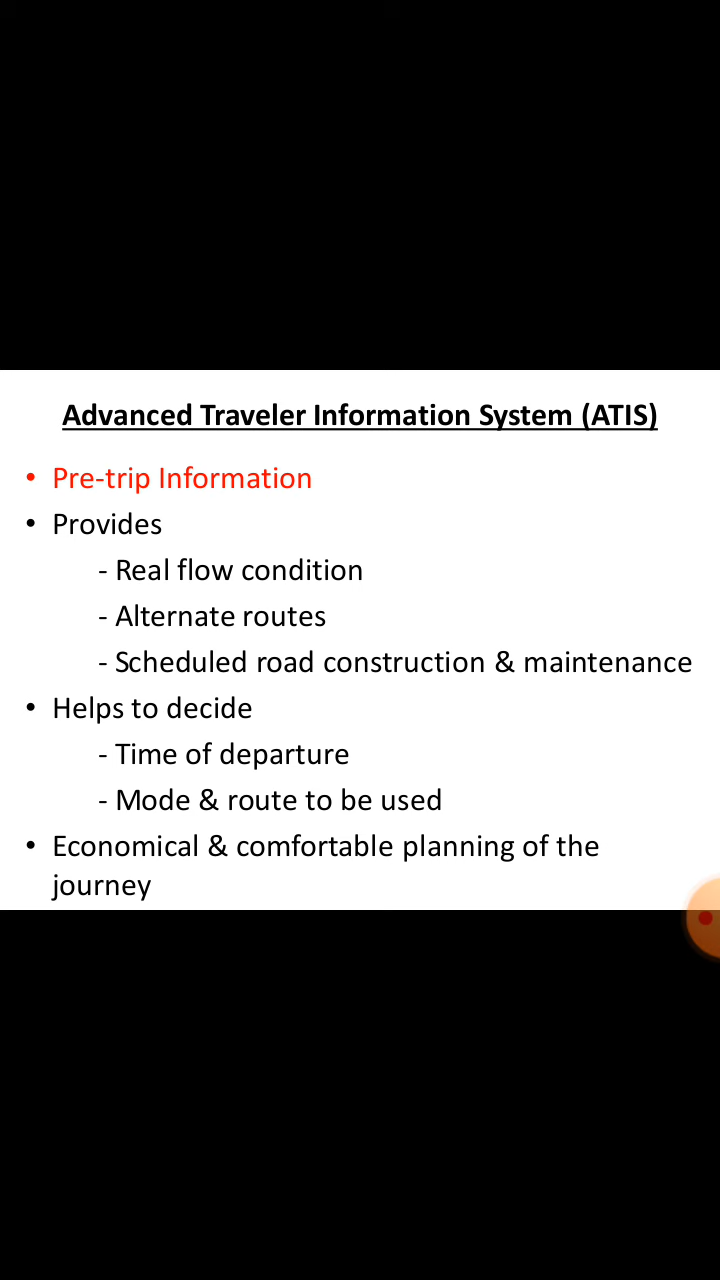 Advanced Traveler Information System (ATIS)
• Pre-trip Information
• Provides
- Real flow condition
- Alternate routes
- Scheduled road construction & maintenance
• Helps to decide
- Time of departure
- Mode & route to be used
• Economical & comfortable planning of the
journey